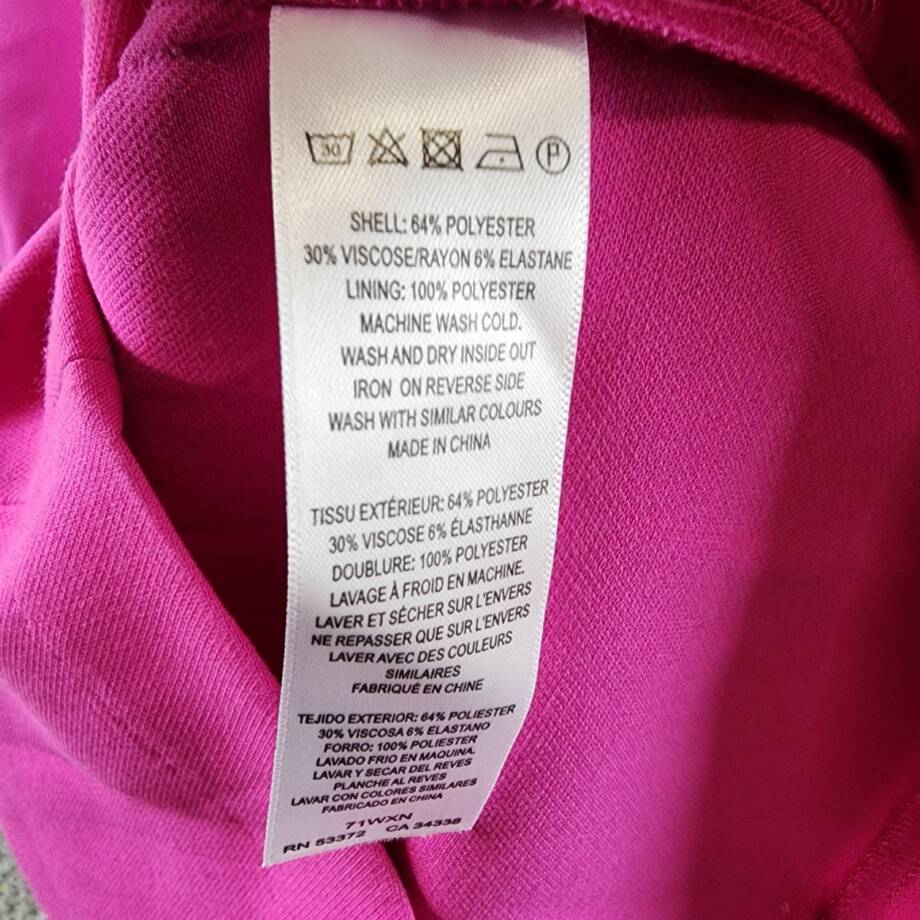 30 P
SHELL: 64% POLYESTER
30% VISCOSE/RAYON 6% ELASTANE
LINING: 100% POLYESTER
MACHINE WASH COLD.
WASH AND DRY INSIDE OUT
IRON ON REVERSE SIDE
WASH WITH SIMILAR COLOURS
MADE IN CHINA
TISSU EXTÉRIEUR: 64% POLYESTER
30% VISCOSE 6% ÉLASTHANNE
DOUBLURE: 100% POLYESTER
LAVAGE À FROID EN MACHINE.
LAVER ET SÉCHER SUR L'ENVERS
NE REPASSER QUE SUR L'ENVERS
LAVER AVEC DES COULEURS
SIMILAIRES
FABRIQUÉ EN CHINE
TEJIDO EXTERIOR: 64% POLIESTER
30% VISCOSA 6% ELASTANO
FORRO: 100% POLIESTER
LAVADO FRIO EN MAQUINA.
LAVAR Y SECAR DEL REVES
PLANCHE AL REVES
LAVAR CON COLORES SIMILARES
FABRICADO EN CHINA
71WXN
RN 53372 CA 34338